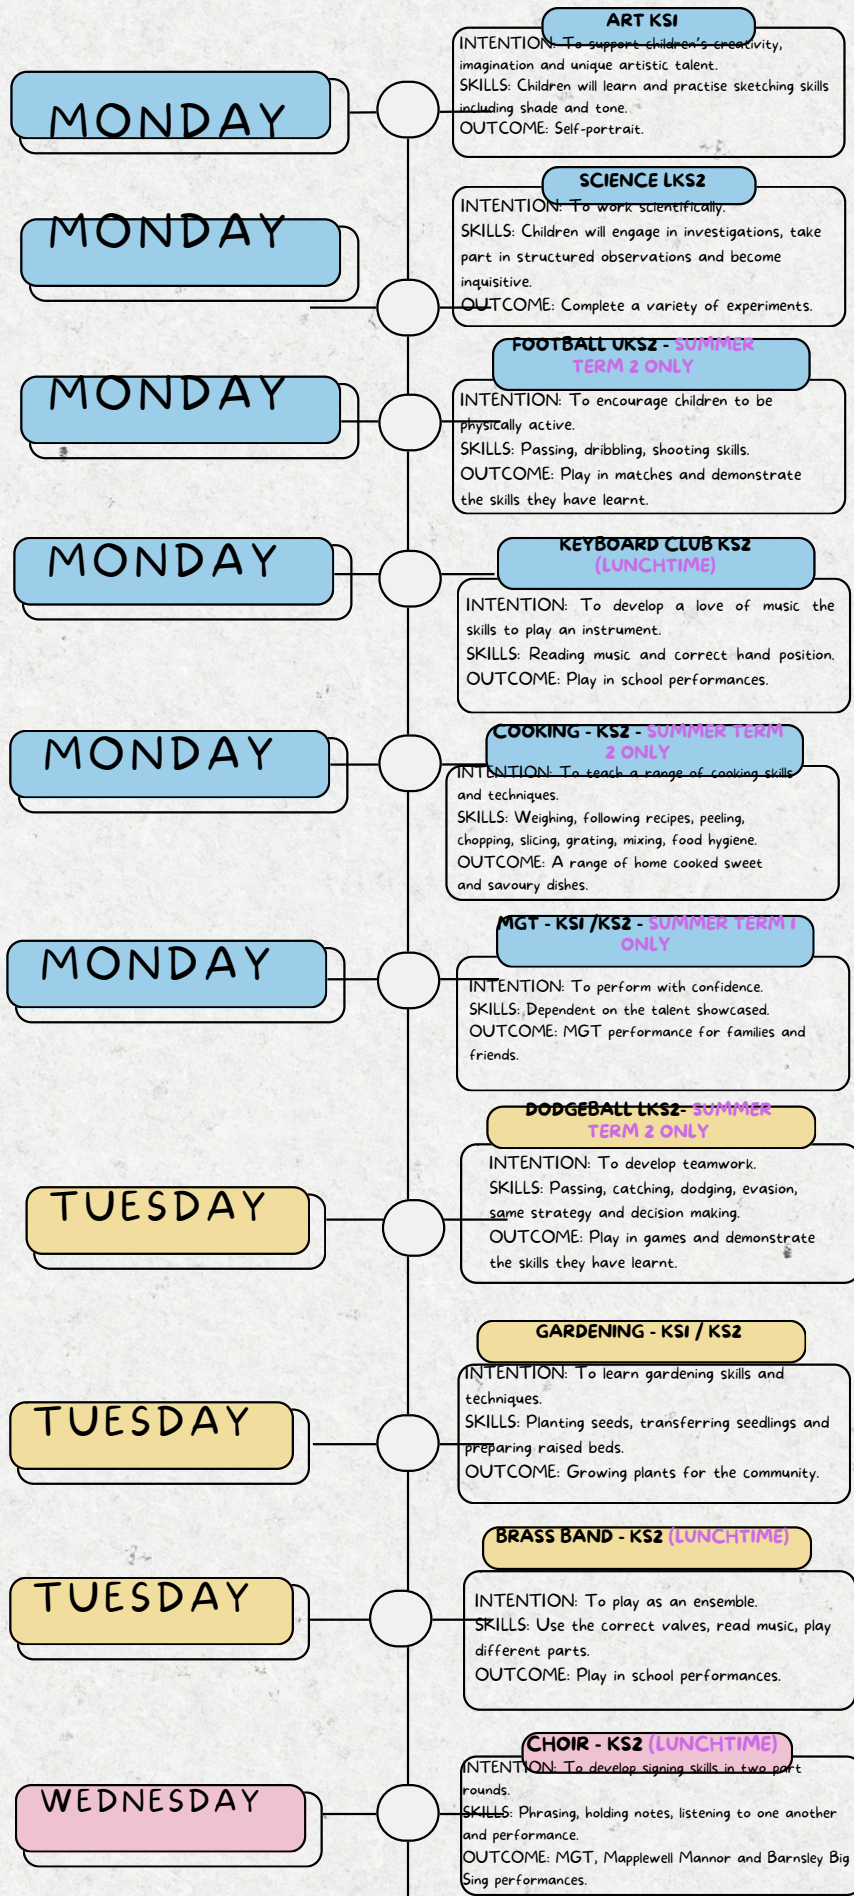 ART KS1
MONDAY
INTENTION: To support children's creativity,
imagination and unique artistic talent.
SKILLS: Children will learn and practise sketching skills
including shade and tone.
OUTCOME: Self-portrait.
SCIENCE LKS2
MONDAY
INTENTION: To work scientifically.
SKILLS: Children will engage in investigations, take
part in structured observations and become
inquisitive.
OUTCOME: Complete a variety of experiments.
FOOTBALL UKS2 - SUMMER
TERM 2 ONLY
MONDAY
INTENTION: To encourage children to be
physically active.
SKILLS: Passing, dribbling, shooting skills.
OUTCOME: Play in matches and demonstrate
the skills they have learnt.
KEYBOARD CLUB KS2
(LUNCHTIME)
MONDAY
INTENTION: To develop a love of music the
skills to play an instrument.
SKILLS: Reading music and correct hand position.
OUTCOME: Play in school performances.
COOKING - KS2 - SUMMER TERM
2 ONLY
MONDAY
INTENTION: To teach a range of cooking skills
and techniques.
SKILLS: Weighing, following recipes, peeling,
chopping, slicing, grating, mixing, food hygiene.
OUTCOME: A range of home cooked sweet
and savoury dishes.
MGT - KS1 /KS2 - SUMMER TERM 1
ONLY
MONDAY
INTENTION: To perform with confidence.
SKILLS: Dependent on the talent showcased.
OUTCOME: MGT performance for families and
friends.
DODGEBALL LKS2- SUMMER
TERM 2 ONLY
TUESDAY
INTENTION: To develop teamwork.
SKILLS: Passing, catching, dodging, evasion,
same strategy and decision making.
OUTCOME: Play in games and demonstrate
the skills they have learnt.
GARDENING - KS1 / KS2
TUESDAY
INTENTION: To learn gardening skills and
techniques.
SKILLS: Planting seeds, transferring seedlings and
preparing raised beds.
OUTCOME: Growing plants for the community.
BRASS BAND - KS2 (LUNCHTIME)
TUESDAY
INTENTION: To play as an ensemble.
SKILLS: Use the correct valves, read music, play
different parts.
OUTCOME: Play in school performances.
CHOIR - KS2 (LUNCHTIME)
WEDNESDAY
INTENTION: To develop signing skills in two part
rounds.
SKILLS: Phrasing, holding notes, listening to one another
and performance.
OUTCOME: MGT, Mapplewell Mannor and Barnsley Big
Sing performances.